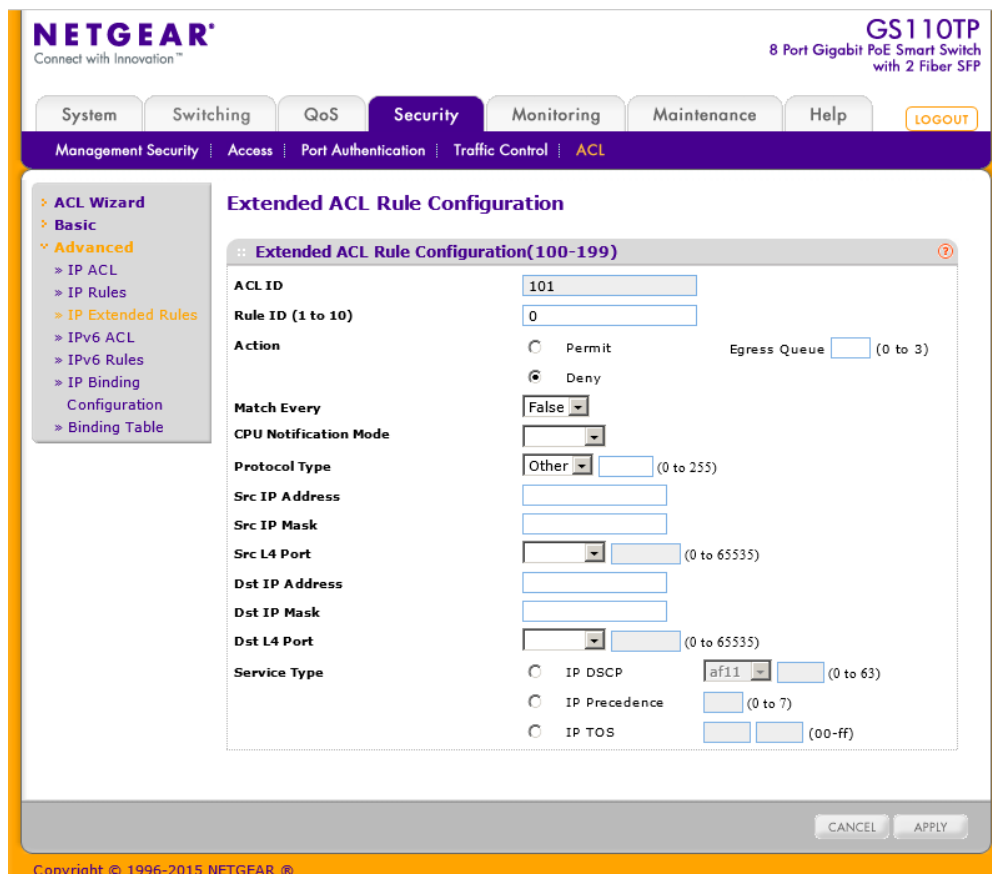 NETGEAR®
Connect with Innovation™
GS110TP
8 Port Gigabit PoE Smart Switch
with 2 Fiber SFP
System Switching QoS Security Monitoring Maintenance Help LOGOUT
Management Security Access Port Authentication Traffic Control ACL
ACL Wizard
Basic
Advanced
» IP ACL
» IP Rules
» IP Extended Rules
» IPv6 ACL
» IPv6 Rules
» IP Binding
Configuration
» Binding Table
Extended ACL Rule Configuration
:: Extended ACL Rule Configuration(100-199) ?
ACL ID 101
Rule ID (1 to 10) 0
Action Permit Egress Queue (0 to 3)
Deny
Match Every False
CPU Notification Mode
Protocol Type Other (0 to 255)
Src IP Address
Src IP Mask
Src L4 Port (0 to 65535)
Dst IP Address
Dst IP Mask
Dst L4 Port (0 to 65535)
Service Type IP DSCP af11 (0 to 63)
IP Precedence (0 to 7)
IP TOS (00-ff)
CANCEL APPLY
Copyright © 1996-2015 NETGEAR ®